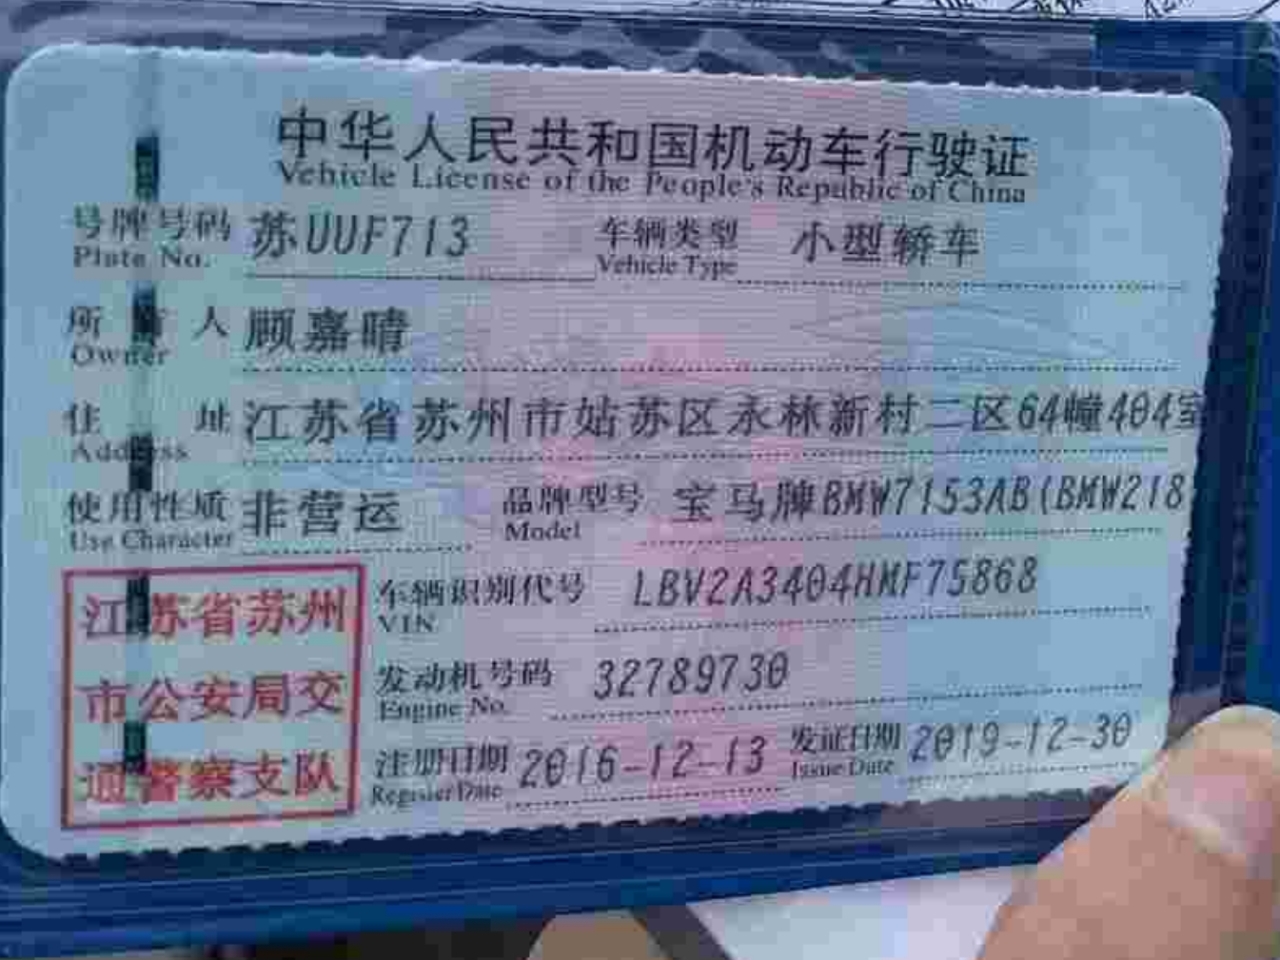 中华人民共和国机动车行驶证
Vehicle License of the People's Republic of China
号牌号码 苏UUF713 车辆类型 小型轿车
Plate No. Vehicle Type
所有人 顾嘉晴
Owner
住址 江苏省苏州市姑苏区永林新村二区64幢404室
Address
使用性质 非营运 品牌型号 宝马牌BMW7153AB(BMW218
Use Character Model
江苏省苏州
市公安局交
通警察支队
车辆识别代号 LBV2A3404HMF75868
VIN
发动机号码 32789730
Engine No.
注册日期 2016-12-13 发证日期 2019-12-30
Register Date Issue Date